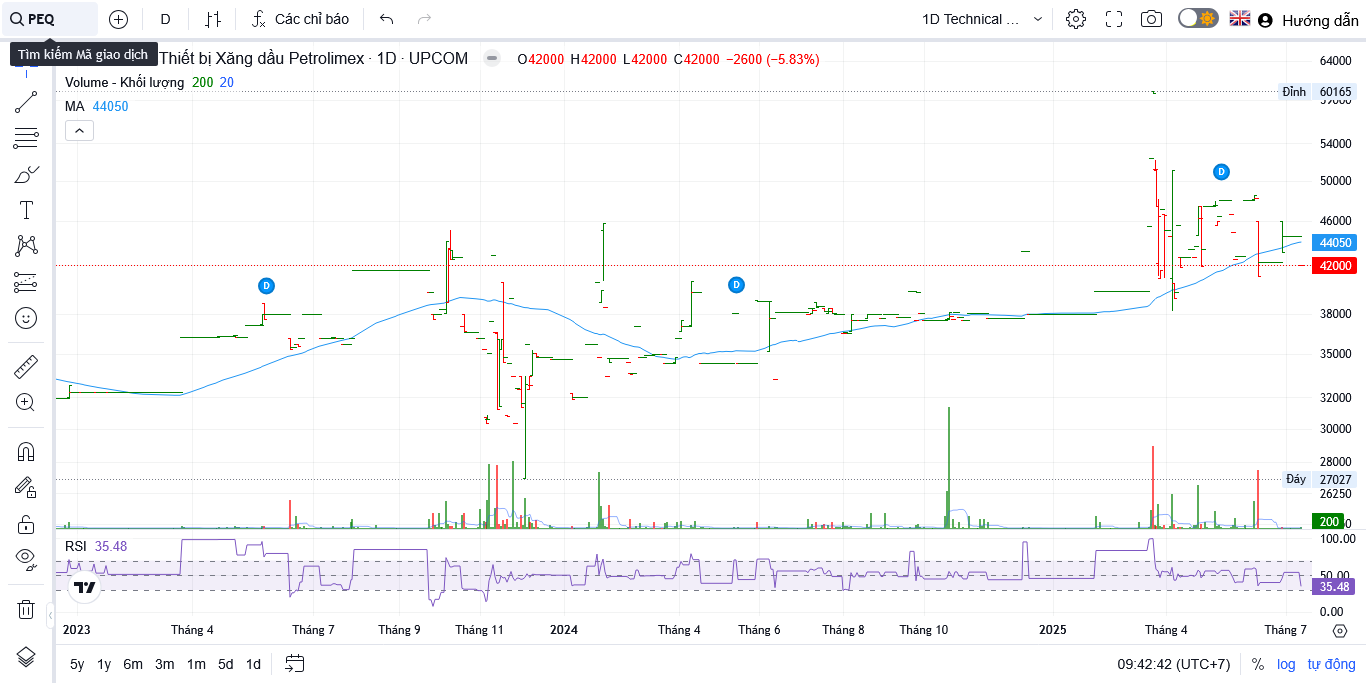 PEQ D Các chỉ báo 1D Technical ... Hướng dẫn
Tìm kiếm Mã giao dịch
Thiết bị Xăng dầu Petrolimex · 1D · UPCOM O42000 H42000 L42000 C42000 −2600 (−5.83%)
Volume - Khối lượng 200 20
MA 44050
64000
Đỉnh 60165
54000
50000
D
46000
44050
42000
D D
38000
35000
32000
30000
28000
Đáy 27027
26250
200
RSI 35.48
100.00
50.00
35.48
0.00
2023 Tháng 4 Tháng 7 Tháng 9 Tháng 11 2024 Tháng 4 Tháng 6 Tháng 8 Tháng 10 2025 Tháng 4 Tháng 7
5y 1y 6m 3m 1m 5d 1d 09:42:42 (UTC+7) % log tự động